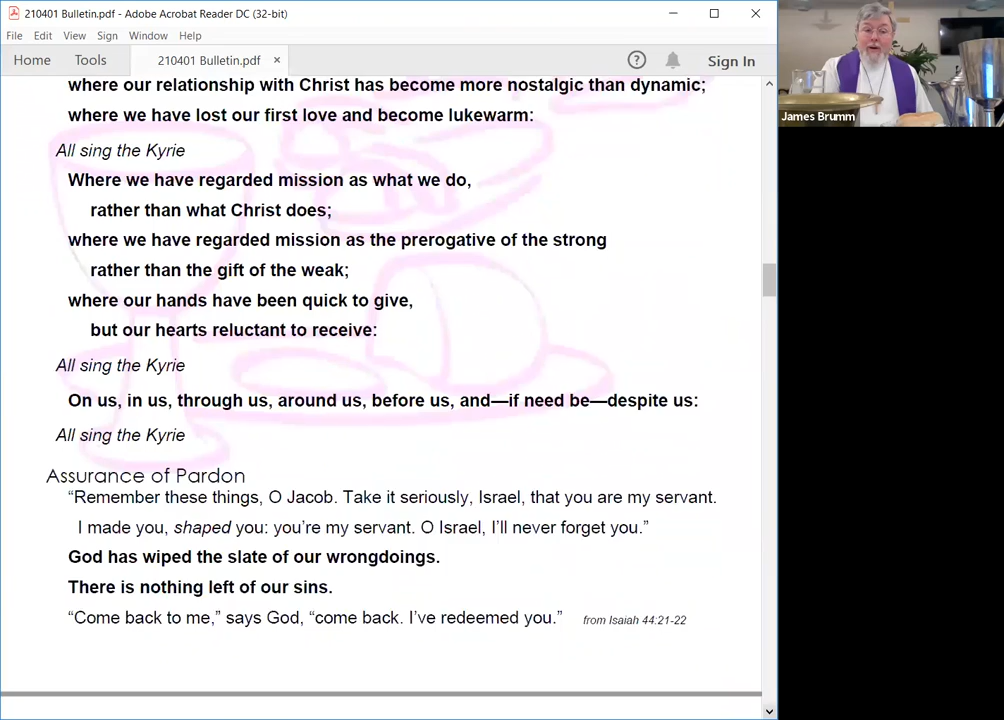 210401 Bulletin.pdf - Adobe Acrobat Reader DC (32-bit)
File Edit View Sign Window Help
Home Tools 210401 Bulletin.pdf × ? Sign In
where our relationship with Christ has become more nostalgic than dynamic;
where we have lost our first love and become lukewarm:
All sing the Kyrie
Where we have regarded mission as what we do,
rather than what Christ does;
where we have regarded mission as the prerogative of the strong
rather than the gift of the weak;
where our hands have been quick to give,
but our hearts reluctant to receive:
All sing the Kyrie
On us, in us, through us, around us, before us, and—if need be—despite us:
All sing the Kyrie
Assurance of Pardon
“Remember these things, O Jacob. Take it seriously, Israel, that you are my servant.
I made you, shaped you: you’re my servant. O Israel, I’ll never forget you.”
God has wiped the slate of our wrongdoings.
There is nothing left of our sins.
“Come back to me,” says God, “come back. I’ve redeemed you.” from Isaiah 44:21-22
James Brumm